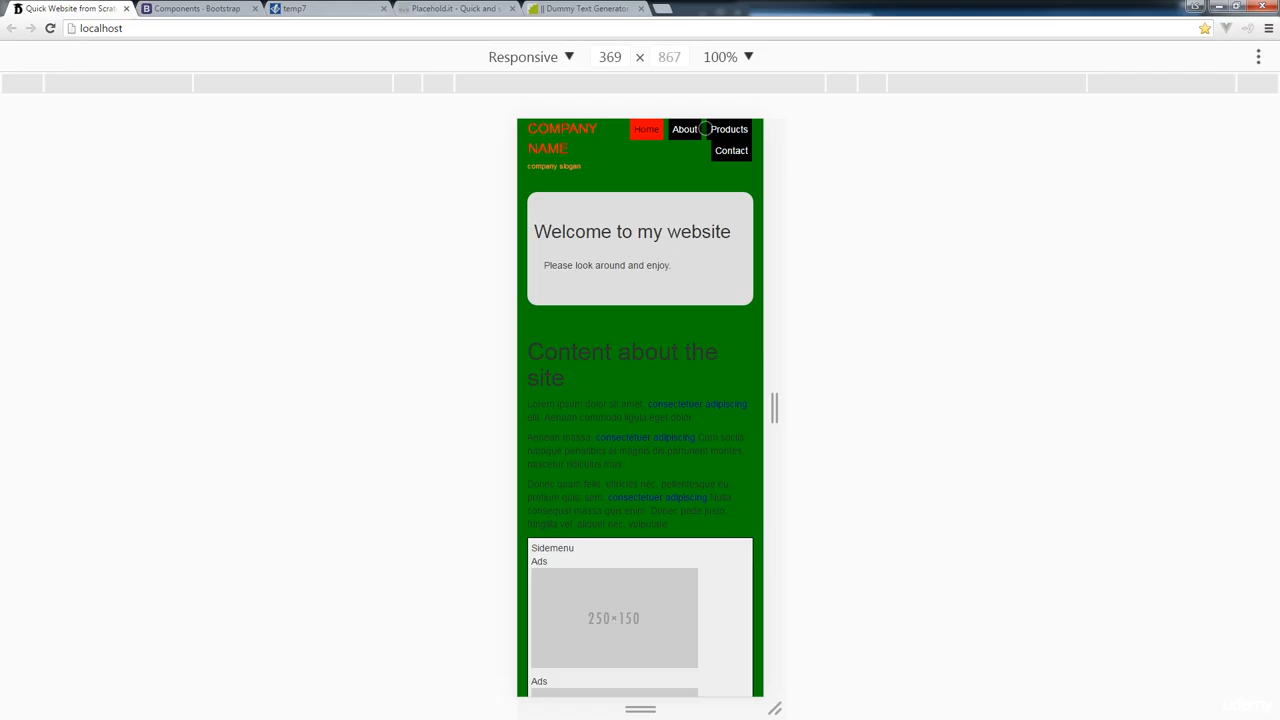 Quick Website from Scrat
Components - Bootstrap
temp7
Placehold.it - Quick and s
|| Dummy Text Generator
LS
localhost
Responsive ▼ 369 × 867 100% ▼
COMPANY NAME
company slogan
Home About Products
Contact
Welcome to my website
Please look around and enjoy.
Content about the
site
Lorem ipsum dolor sit amet, consectetuer adipiscing
elit. Aenean commodo ligula eget dolor.
Aenean massa. consectetuer adipiscing Cum sociis
natoque penatibus et magnis dis parturient montes,
nascetur ridiculus mus.
Donec quam felis, ultricies nec, pellentesque eu,
pretium quis, sem. consectetuer adipiscing Nulla
consequat massa quis enim. Donec pede justo,
fringilla vel, aliquet nec, vulputate
Sidemenu
Ads
250×150
Ads
udemy